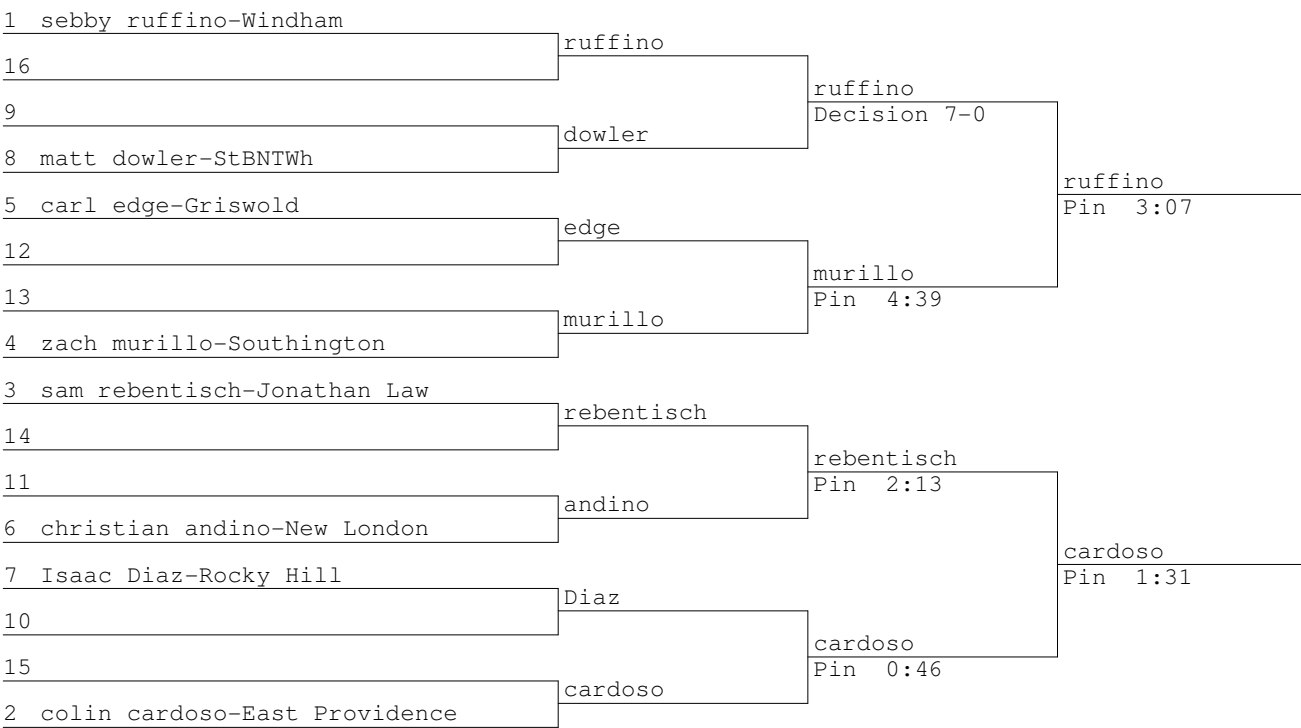 1 sebby ruffino-Windham
ruffino
16
ruffino
Decision 7-0
9
dowler
8 matt dowler-StBNTWh
ruffino
Pin 3:07
5 carl edge-Griswold
edge
12
murillo
Pin 4:39
13
murillo
4 zach murillo-Southington
3 sam rebentisch-Jonathan Law
rebentisch
14
rebentisch
Pin 2:13
11
andino
6 christian andino-New London
cardoso
Pin 1:31
7 Isaac Diaz-Rocky Hill
Diaz
10
cardoso
Pin 0:46
15
cardoso
2 colin cardoso-East Providence